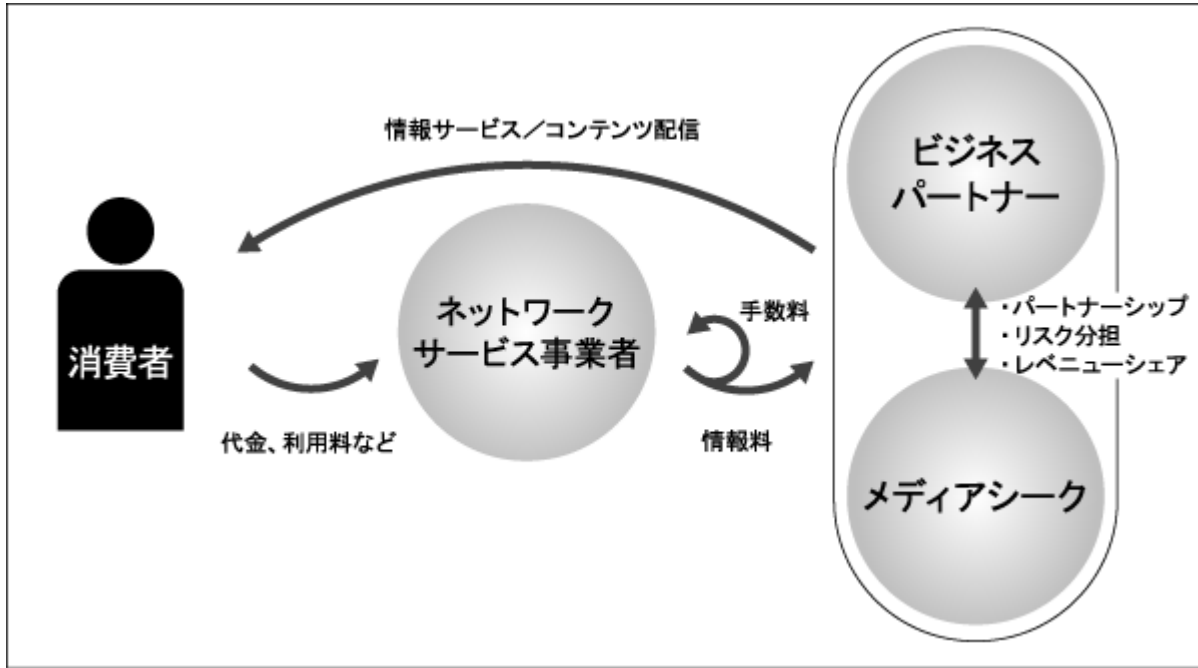 情報サービス／コンテンツ配信
ビジネス
パートナー
消費者
ネットワーク
サービス事業者
手数料
・パートナーシップ
・リスク分担
・レベニューシェア
代金、利用料など
情報料
メディアシーク